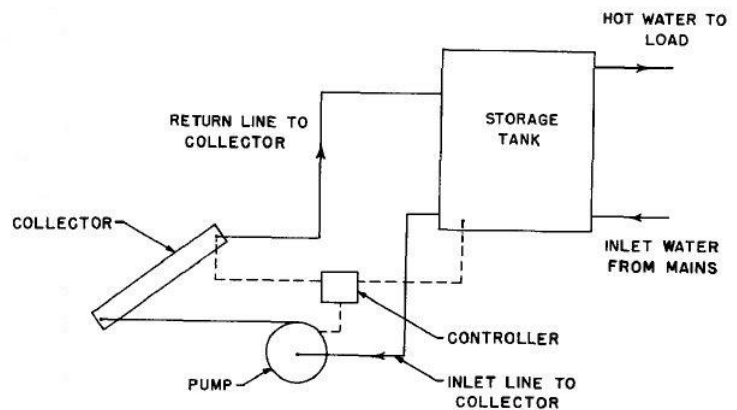 HOT WATER TO
LOAD
RETURN LINE TO
COLLECTOR
STORAGE
TANK
COLLECTOR
INLET WATER
FROM MAINS
CONTROLLER
PUMP
INLET LINE TO
COLLECTOR